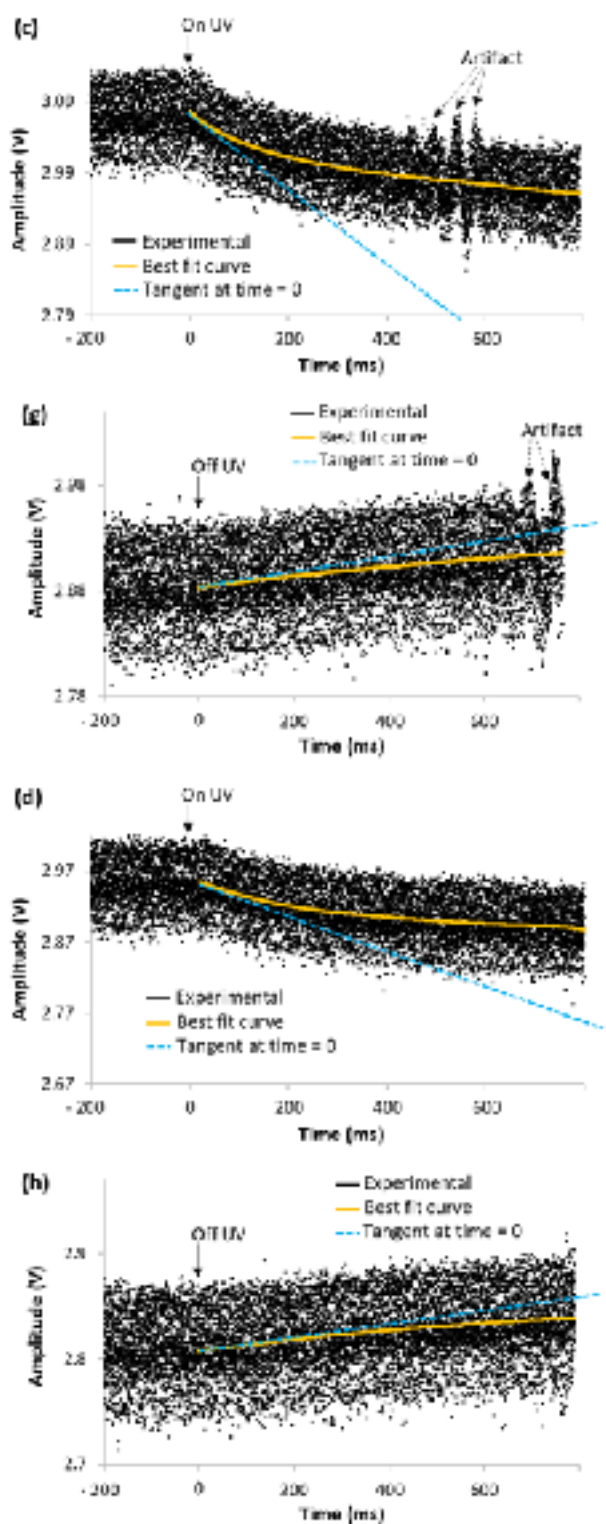 (c)
On UV
Artifact
3.09
2.99
2.89
2.79
Amplitude (V)
Experimental
Best fit curve
Tangent at time = 0
-200 0 200 400 600
Time (ms)
(g)
Experimental
Best fit curve
Tangent at time = 0
Off UV
Artifact
2.98
2.88
2.78
Amplitude (V)
-200 0 200 400 600
Time (ms)
(d)
On UV
2.97
2.87
2.77
2.67
Amplitude (V)
Experimental
Best fit curve
Tangent at time = 0
-200 0 200 400 600
Time (ms)
(h)
Experimental
Best fit curve
Tangent at time = 0
Off UV
2.9
2.8
2.7
Amplitude (V)
-200 0 200 400 600
Time (ms)